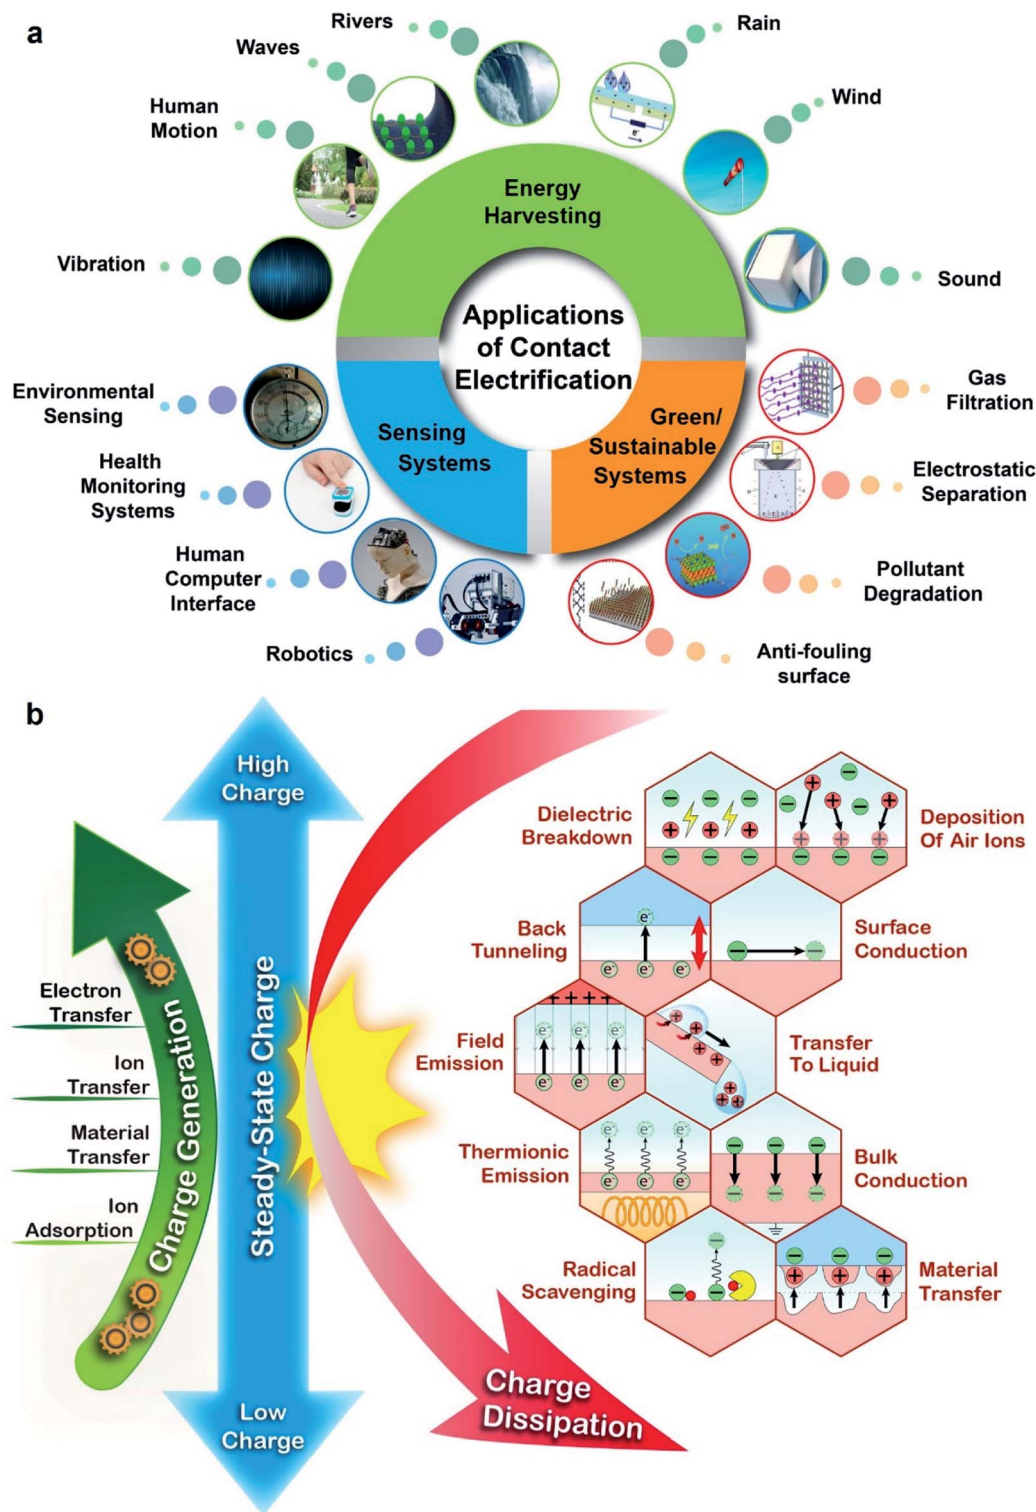 a
Rivers
Rain
Waves
Wind
Human
Motion
Energy
Harvesting
Vibration
Sound
Applications
of Contact
Electrification
Environmental
Sensing
Gas
Filtration
Sensing
Systems
Green/
Sustainable
Systems
Health
Monitoring
Systems
Electrostatic
Separation
Human
Computer
Interface
Pollutant
Degradation
Robotics
Anti-fouling
surface
e⁻
b
High
Charge
Steady-State Charge
Low
Charge
Charge Generation
Electron
Transfer
Ion
Transfer
Material
Transfer
Ion
Adsorption
Charge
Dissipation
Dielectric
Breakdown
Deposition
Of Air Ions
Back
Tunneling
e⁻
e⁻ e⁻ e⁻
Surface
Conduction
Field
Emission
+ + + + +
e⁻ e⁻ e⁻
e⁻ e⁻ e⁻
Transfer
To Liquid
Thermionic
Emission
e⁻ e⁻ e⁻
e⁻ e⁻ e⁻
Bulk
Conduction
Radical
Scavenging
Material
Transfer